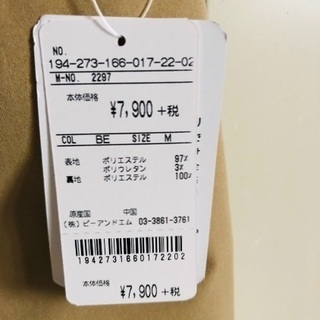 NO.
194-273-166-017-22-02
M-NO. 2297
本体価格
¥7,900 +税
COL BE SIZE M
表地 ポリエステル 97%
ポリウレタン 3%
裏地 ポリエステル 100%
原産国 中国
(株)ビーアンドエム 03-3861-3761
1942731660172202
本体価格
¥7,900 +税